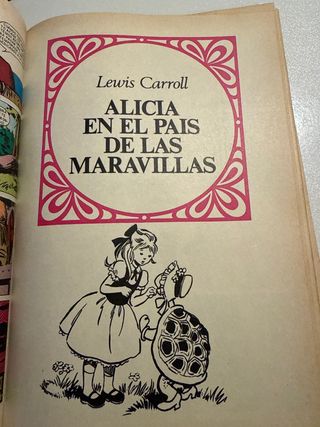 Lewis Carroll
ALICIA
EN EL PAIS
DE LAS
MARAVILLAS